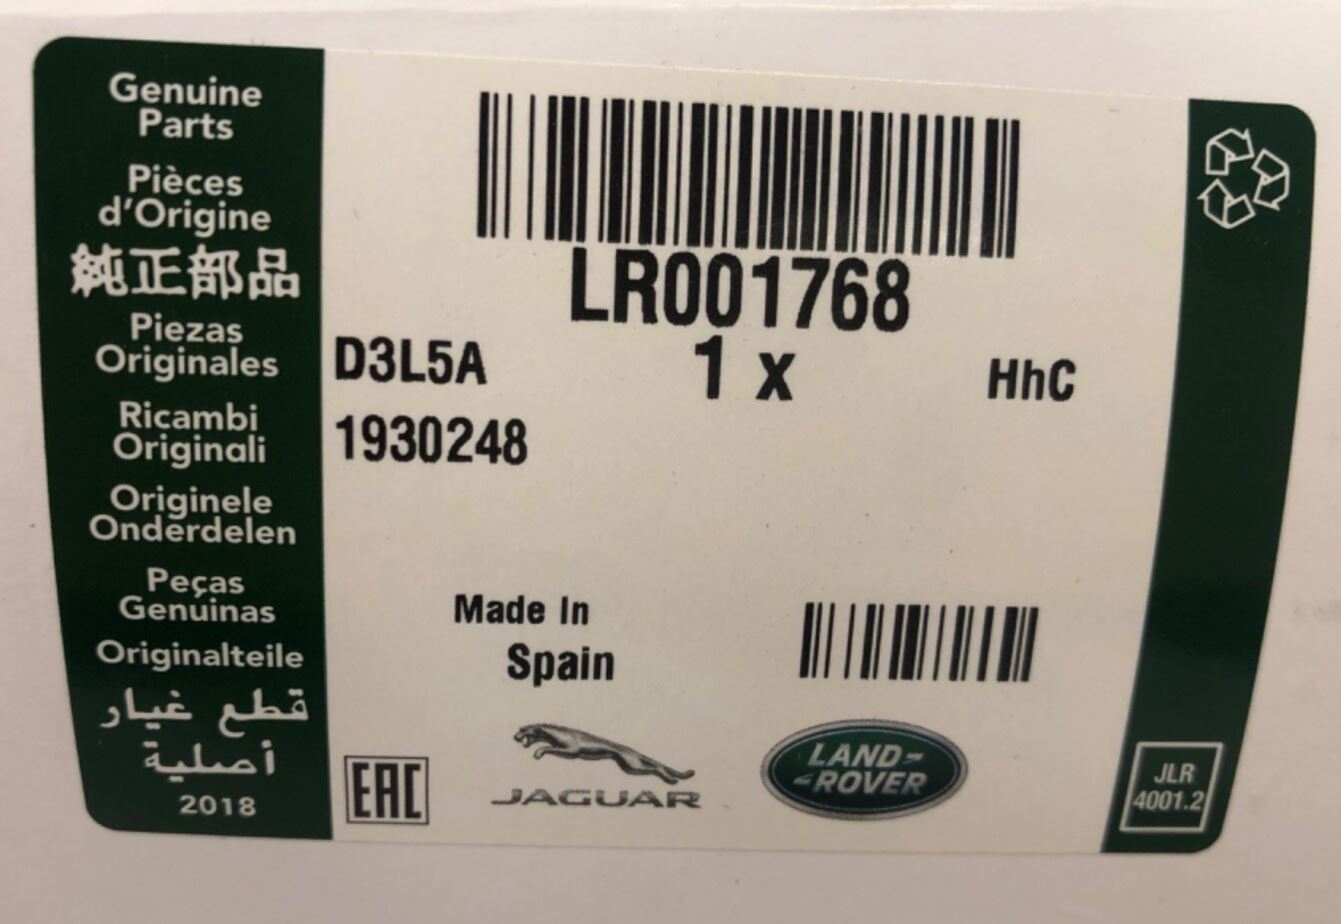 Genuine
Parts
Pièces
d'Origine
純正部品
Piezas
Originales
Ricambi
Originali
Originele
Onderdelen
Peças
Genuinas
Originalteile
قطع غيار
أصلية
2018
LR001768
D3L5A 1 x HhC
1930248
Made In
Spain
EAC
JAGUAR
LAND-
ROVER
JLR
4001.2